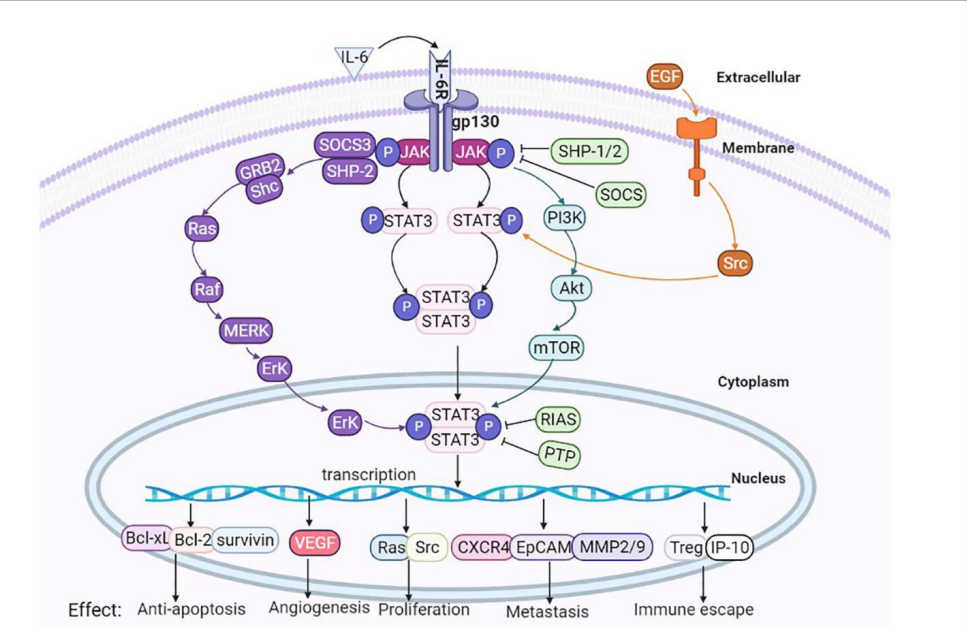 IL-6
IL-6R
EGF
Extracellular
gp130
Membrane
SOCS3
P
JAK
JAK
P
SHP-1/2
SHP-2
GRB2
Shc
SOCS
P
STAT3
STAT3
P
PI3K
Ras
Src
Raf
Akt
P
STAT3
P
STAT3
MERK
mTOR
ErK
Cytoplasm
ErK
P
STAT3
P
STAT3
RIAS
PTP
transcription
Nucleus
Bcl-xL
Bcl-2
survivin
VEGF
Ras
Src
CXCR4
EpCAM
MMP2/9
Treg
IP-10
Effect:
Anti-apoptosis
Angiogenesis
Proliferation
Metastasis
Immune escape